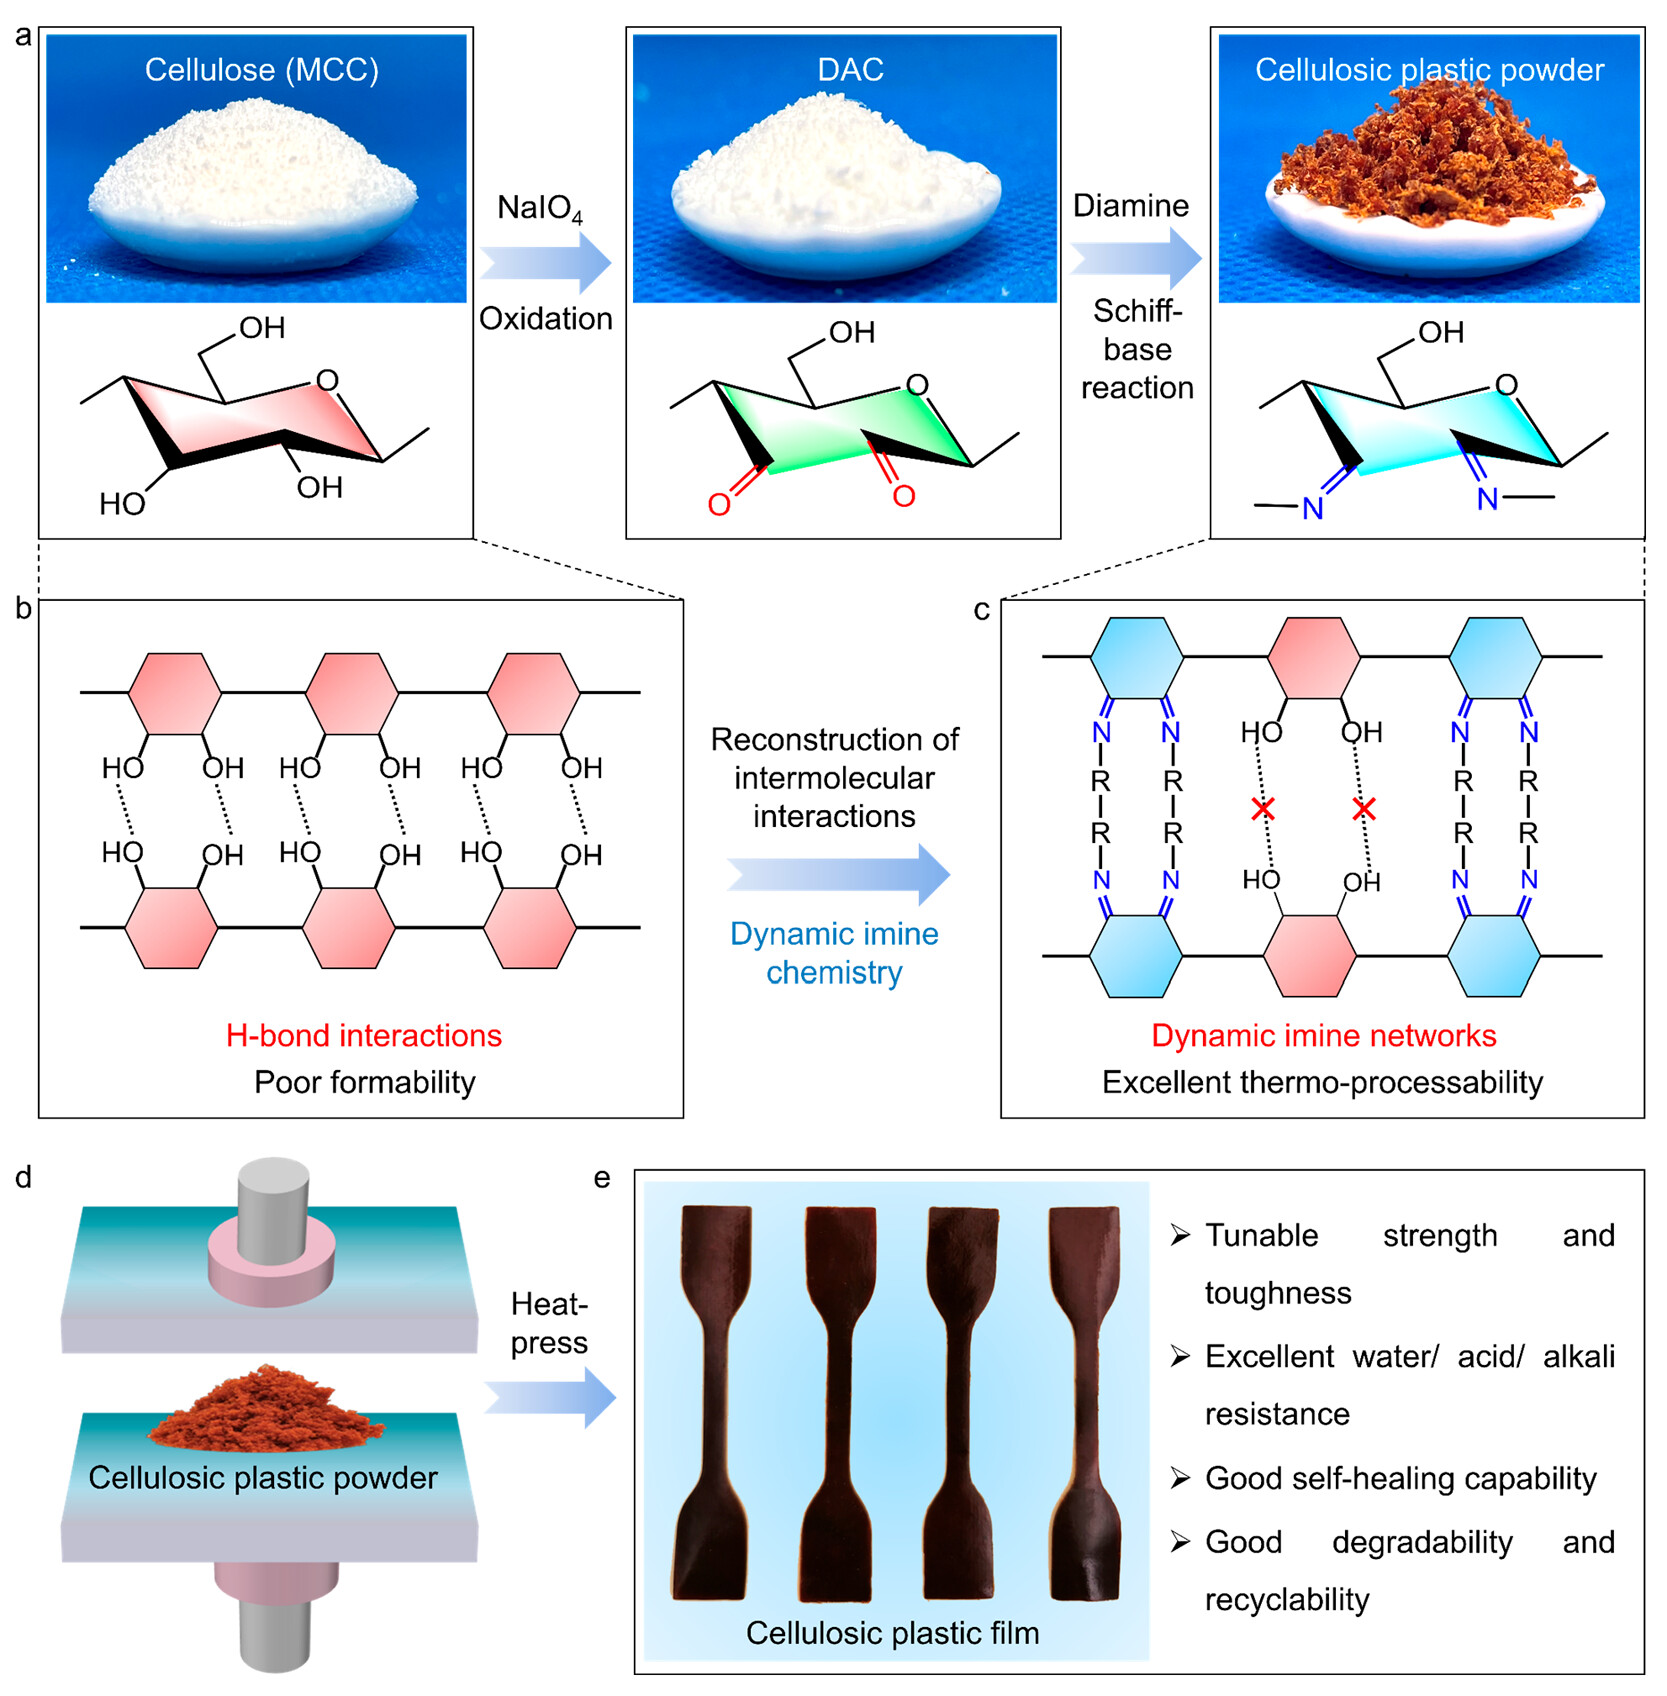 a
Cellulose (MCC)
OH
O
HO
OH
NaIO4
Oxidation
DAC
OH
O
O
O
Diamine
Schiff-
base
reaction
Cellulosic plastic powder
OH
O
N
N
b
HO OH HO OH HO OH
HO OH HO OH HO OH
H-bond interactions
Poor formability
Reconstruction of
intermolecular
interactions
Dynamic imine
chemistry
c
N N HO OH N N
R R R R
R R R R
N N HO OH N N
Dynamic imine networks
Excellent thermo-processability
d
Cellulosic plastic powder
Heat-
press
e
Cellulosic plastic film
Tunable strength and
toughness
Excellent water/ acid/ alkali
resistance
Good self-healing capability
Good degradability and
recyclability